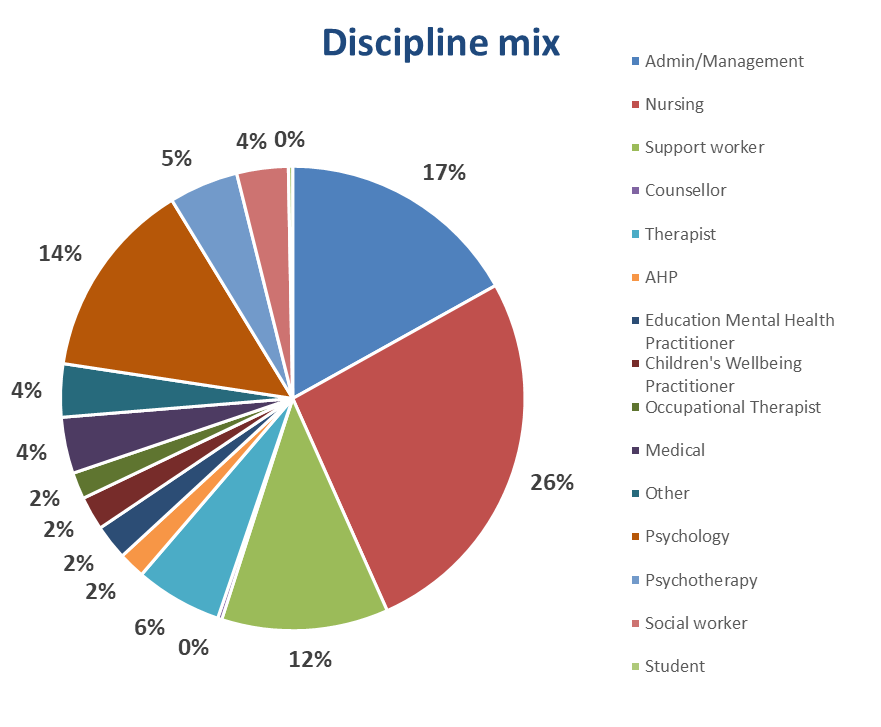 Discipline mix
17%
26%
12%
0%
6%
2%
2%
2%
2%
4%
4%
14%
5%
4%
0%
Admin/Management
Nursing
Support worker
Counsellor
Therapist
AHP
Education Mental Health
Practitioner
Children's Wellbeing
Practitioner
Occupational Therapist
Medical
Other
Psychology
Psychotherapy
Social worker
Student